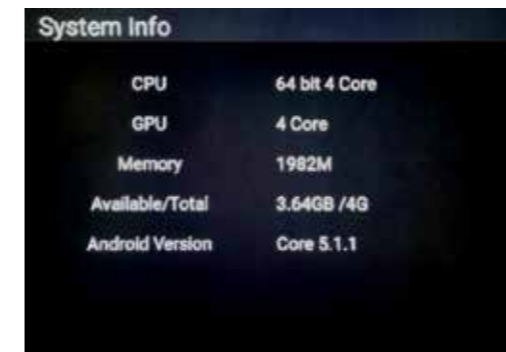 System Info
CPU 64 bit 4 Core
GPU 4 Core
Memory 1982M
Available/Total 3.64GB /4G
Android Version Core 5.1.1